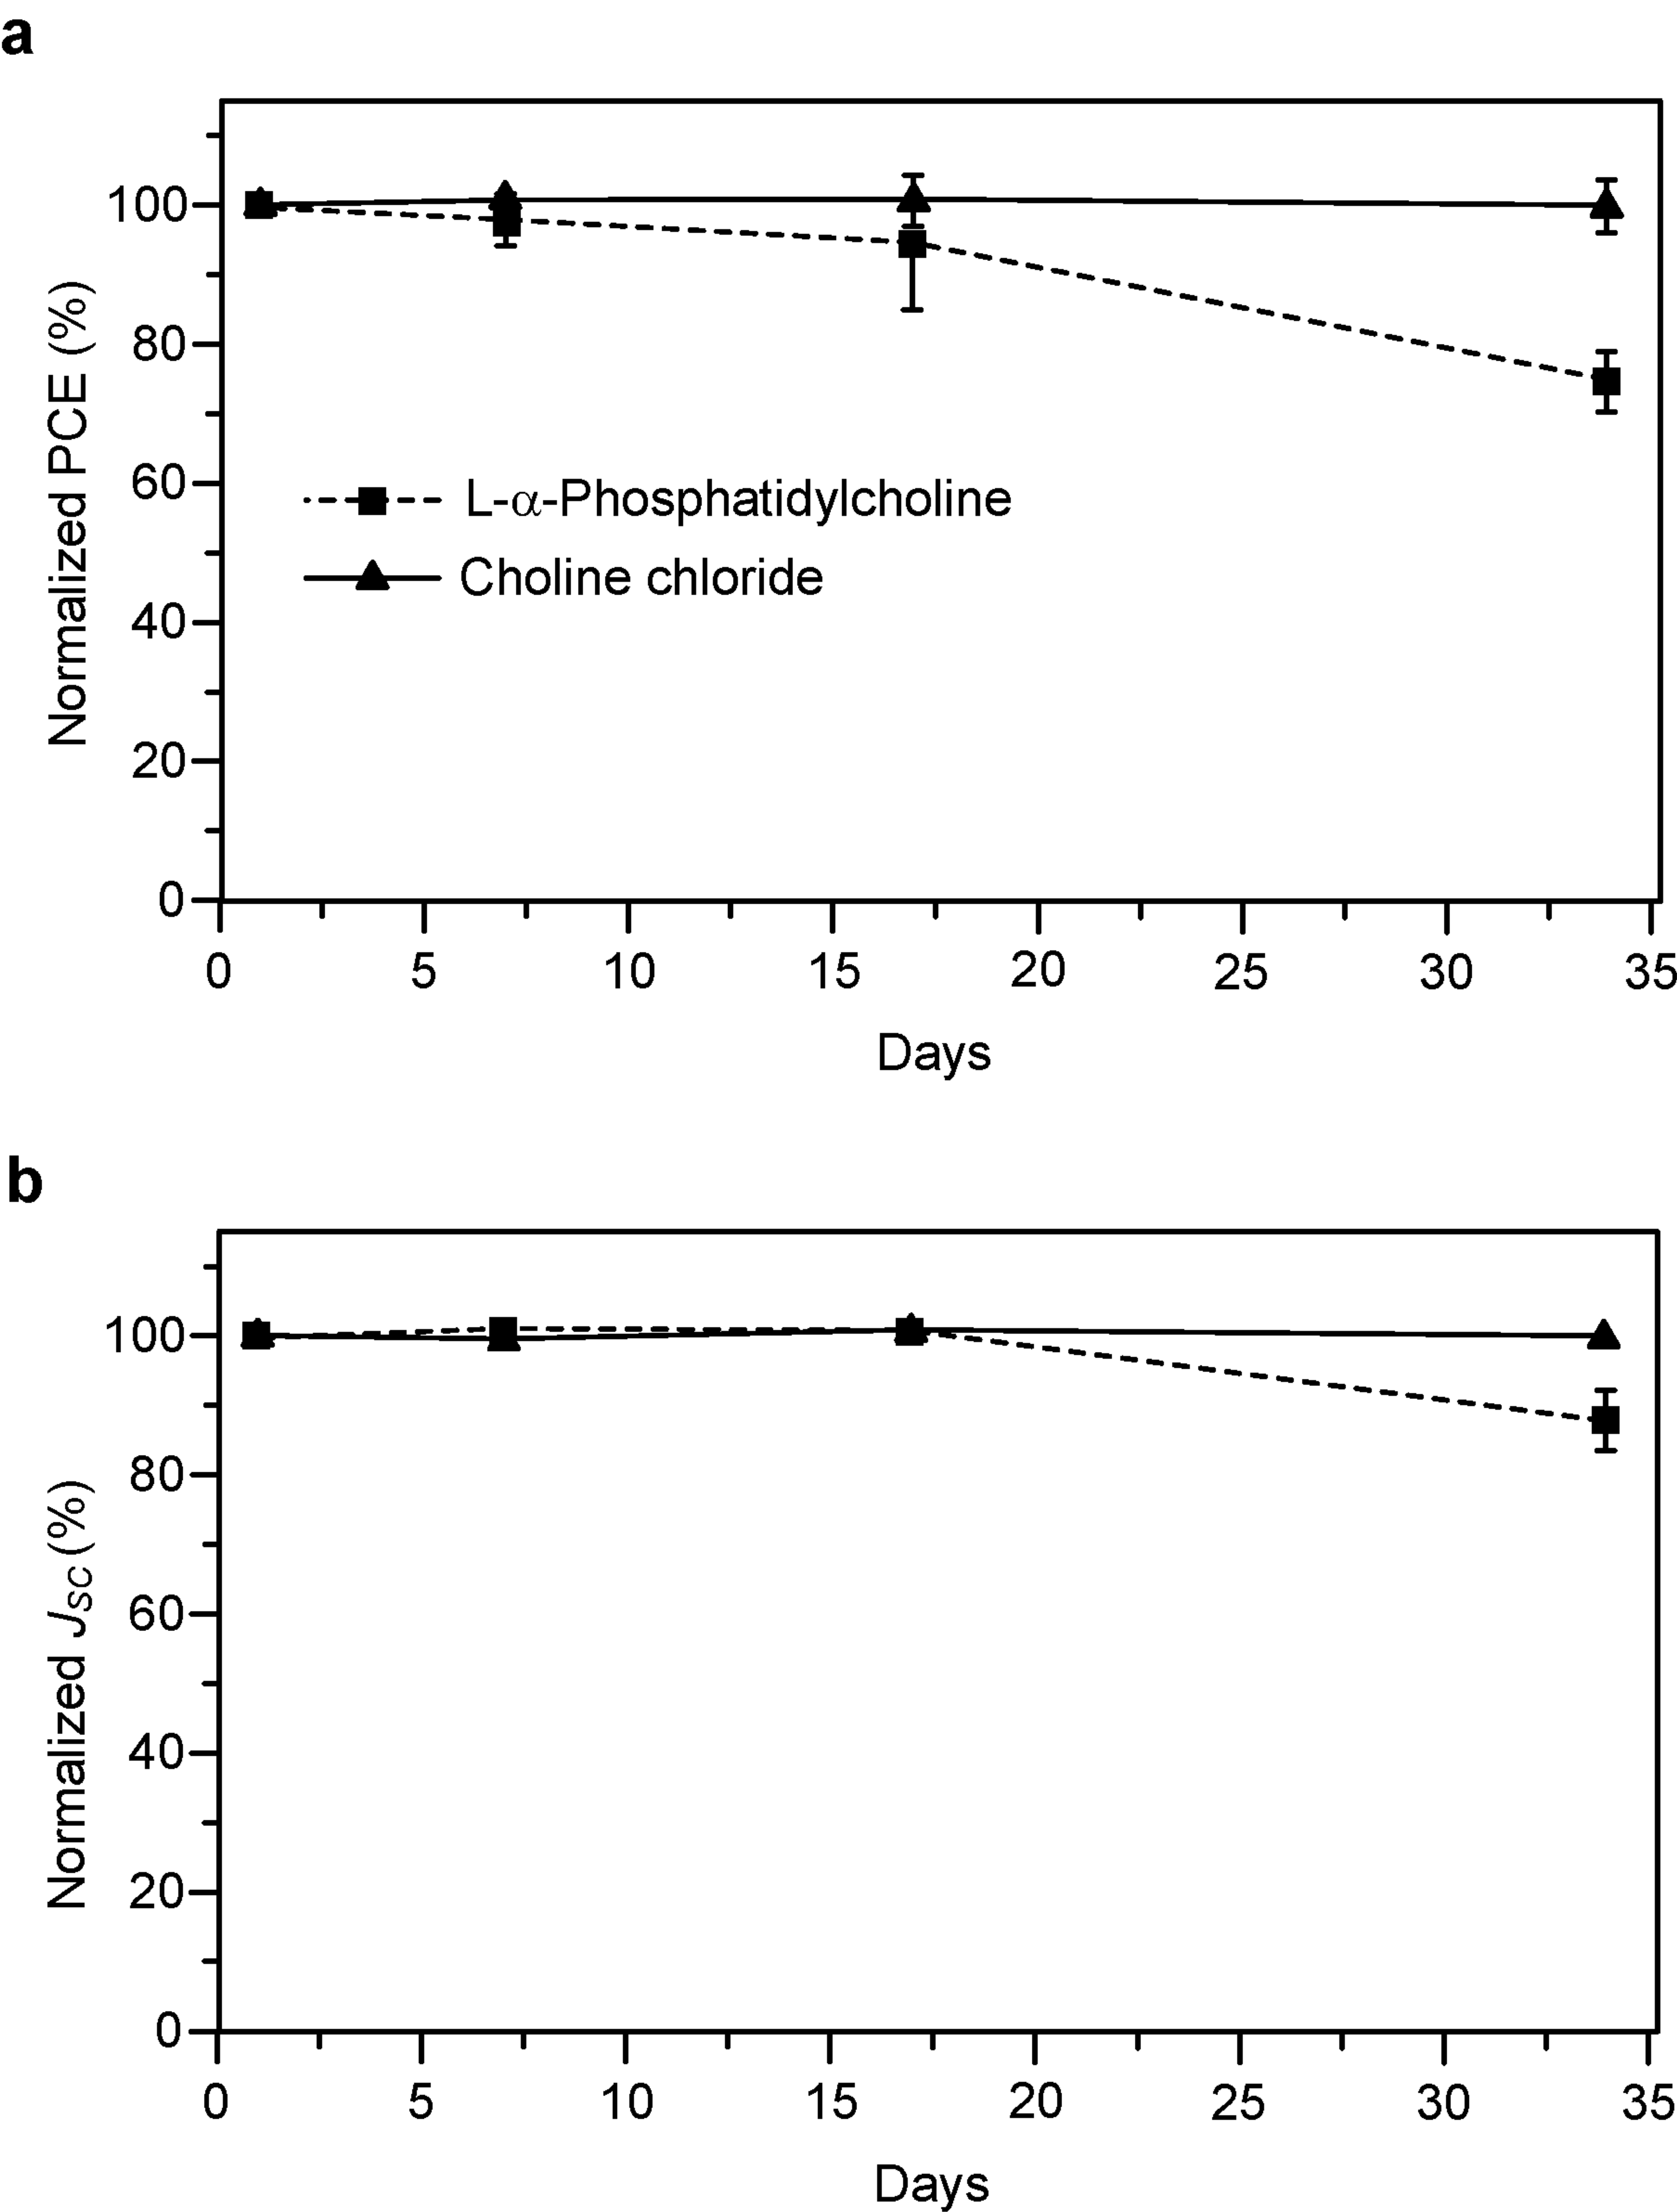 a
Normalized PCE (%)
100
80
60
40
20
0
L-α-Phosphatidylcholine
Choline chloride
0 5 10 15 20 25 30 35
Days
b
Normalized JSC (%)
100
80
60
40
20
0
0 5 10 15 20 25 30 35
Days